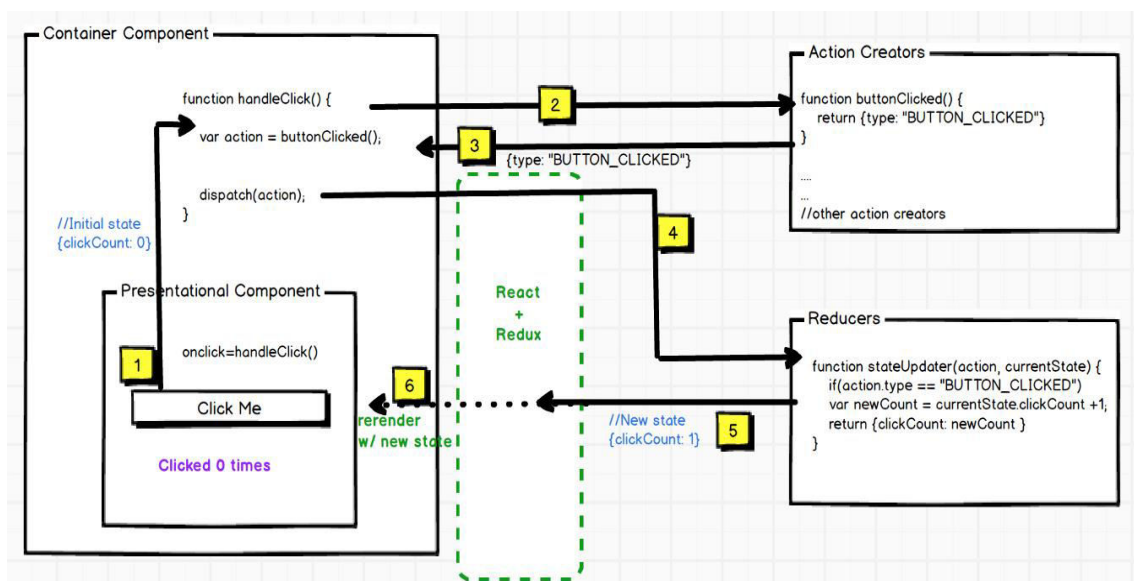 Container Component
function handleClick() {
var action = buttonClicked();
dispatch(action);
}
//Initial state
{clickCount: 0}
Presentational Component
onclick=handleClick()
1
Click Me
Clicked 0 times
2
3
{type: "BUTTON_CLICKED"}
Action Creators
function buttonClicked() {
return {type: "BUTTON_CLICKED"}
}
....
...
//other action creators
4
React
+
Redux
Reducers
function stateUpdater(action, currentState) {
if(action.type == "BUTTON_CLICKED")
var newCount = currentState.clickCount +1;
return {clickCount: newCount }
}
5
//New state
{clickCount: 1}
6
rerender
w/ new state